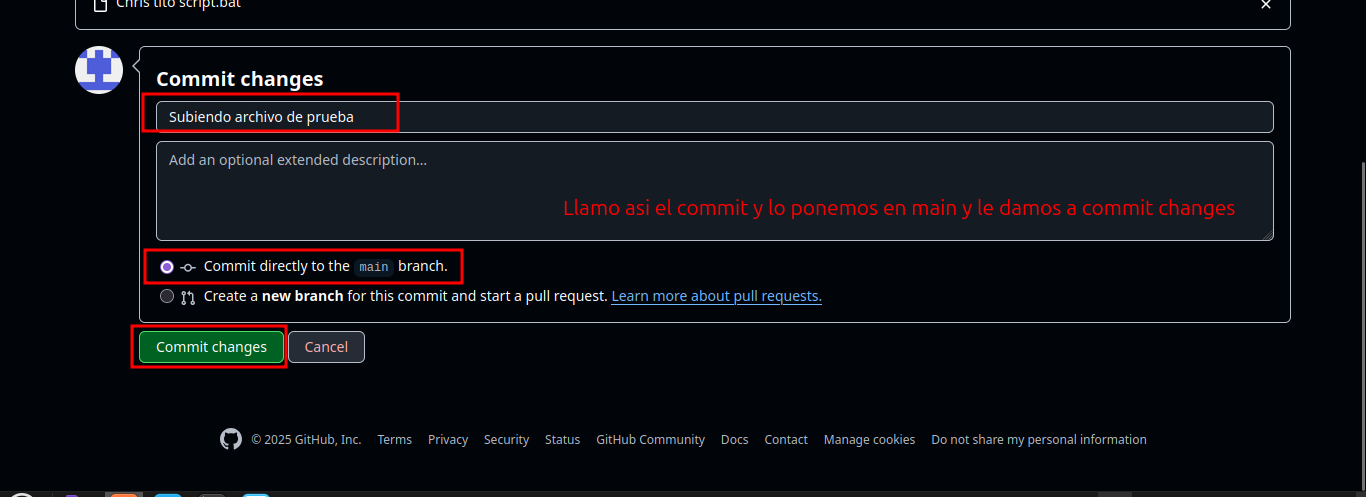 Chris tito script.bat
Commit changes
Subiendo archivo de prueba
Add an optional extended description...
Llamo asi el commit y lo ponemos en main y le damos a commit changes
Commit directly to the main branch.
Create a new branch for this commit and start a pull request. Learn more about pull requests.
Commit changes Cancel
© 2025 GitHub, Inc. Terms Privacy Security Status GitHub Community Docs Contact Manage cookies Do not share my personal information